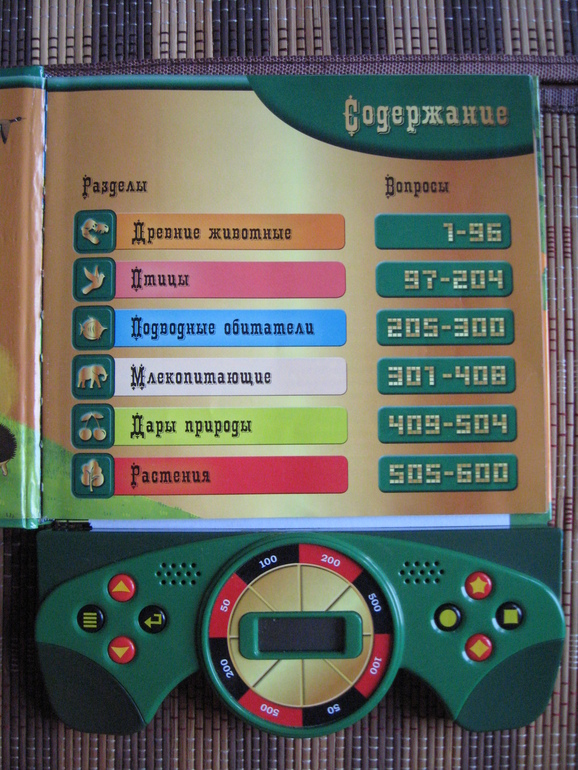 Содержание
Разделы Вопросы
Древние животные 1-96
Птицы 97-204
Подводные обитатели 205-300
Млекопитающие 301-408
Дары природы 409-504
Растения 505-600
100 200
50 500
200 100
500 50